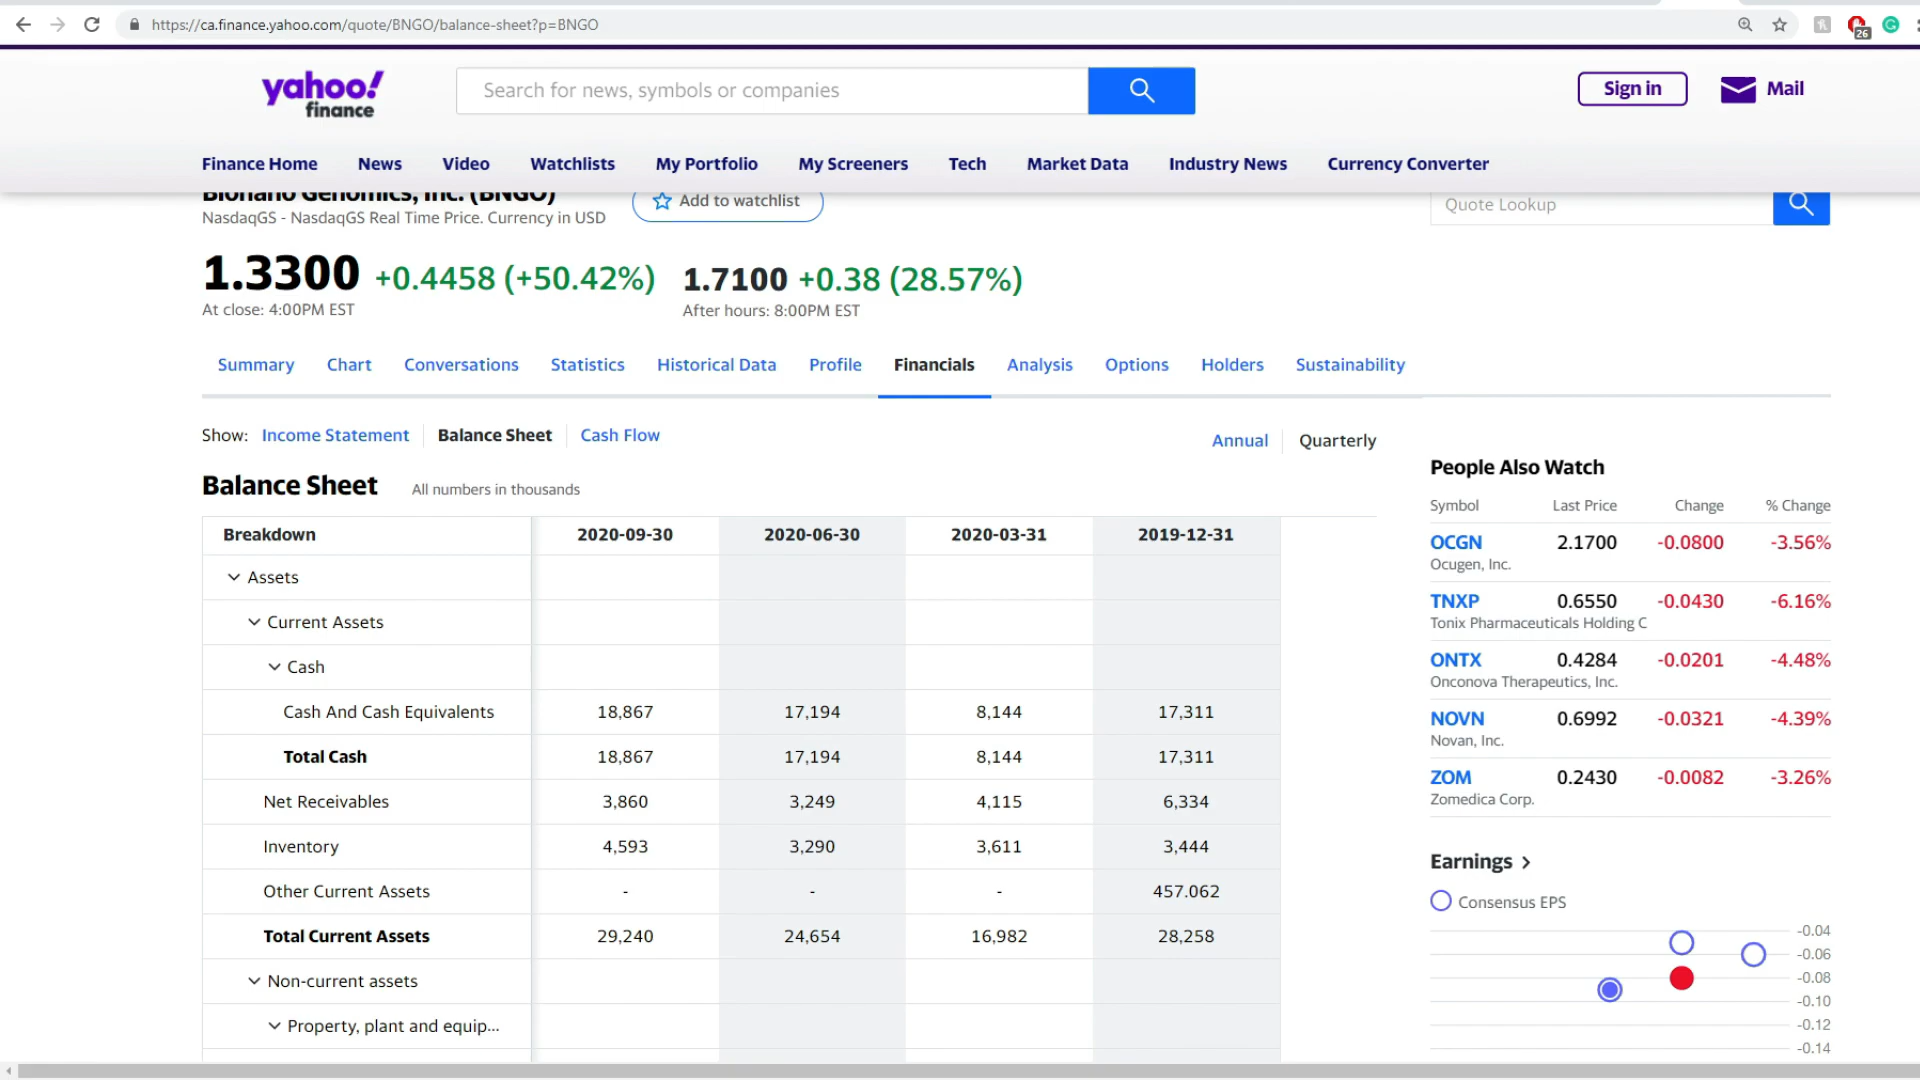 https://ca.finance.yahoo.com/quote/BNGO/balance-sheet?p=BNGO
26
yahoo!
finance
Search for news, symbols or companies
Sign in
Mail
Finance Home News Video Watchlists My Portfolio My Screeners Tech Market Data Industry News Currency Converter
Bionano Genomics, Inc. (BNGO)
Add to watchlist
Quote Lookup
NasdaqGS - NasdaqGS Real Time Price. Currency in USD
1.3300 +0.4458 (+50.42%) 1.7100 +0.38 (28.57%)
At close: 4:00PM EST After hours: 8:00PM EST
Summary Chart Conversations Statistics Historical Data Profile Financials Analysis Options Holders Sustainability
Show: Income Statement Balance Sheet Cash Flow
Annual Quarterly
Balance Sheet All numbers in thousands
Breakdown 2020-09-30 2020-06-30 2020-03-31 2019-12-31
Assets
Current Assets
Cash
Cash And Cash Equivalents 18,867 17,194 8,144 17,311
Total Cash 18,867 17,194 8,144 17,311
Net Receivables 3,860 3,249 4,115 6,334
Inventory 4,593 3,290 3,611 3,444
Other Current Assets - - - 457.062
Total Current Assets 29,240 24,654 16,982 28,258
Non-current assets
Property, plant and equip...
People Also Watch
Symbol Last Price Change % Change
OCGN 2.1700 -0.0800 -3.56%
Ocugen, Inc.
TNXP 0.6550 -0.0430 -6.16%
Tonix Pharmaceuticals Holding C
ONTX 0.4284 -0.0201 -4.48%
Onconova Therapeutics, Inc.
NOVN 0.6992 -0.0321 -4.39%
Novan, Inc.
ZOM 0.2430 -0.0082 -3.26%
Zomedica Corp.
Earnings
Consensus EPS
-0.04
-0.06
-0.08
-0.10
-0.12
-0.14